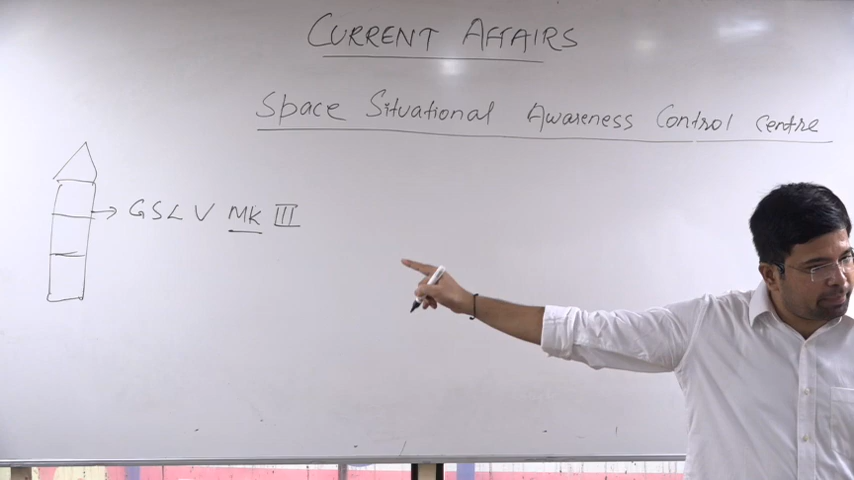 CURRENT AFFAIRS
Space Situational Awareness Control Centre
GSLV MK III